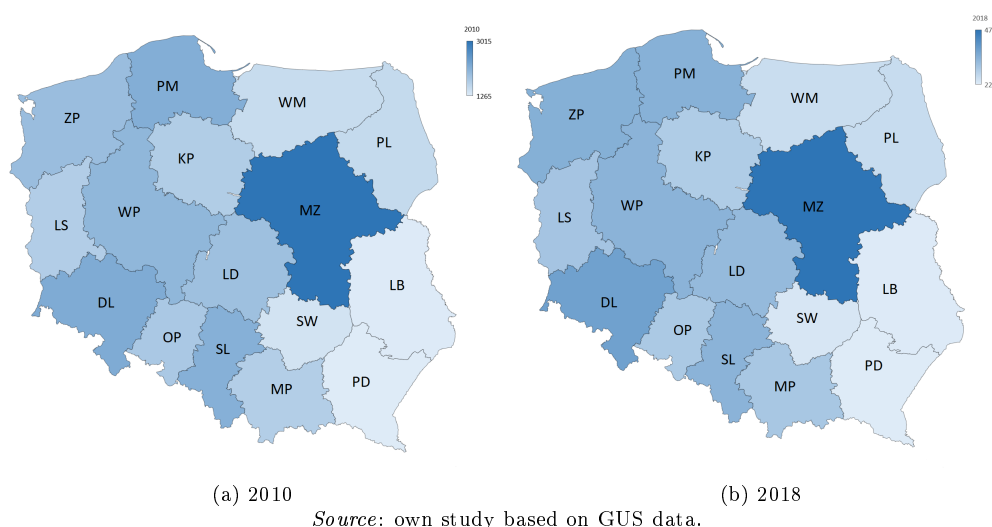 2010
3015
1265
PM
ZP
WM
PL
KP
WP
LS
MZ
LD
DL
LB
OP
SL
SW
MP
PD
2018
47
22
PM
ZP
WM
PL
KP
WP
LS
MZ
LD
DL
LB
OP
SL
SW
MP
PD
(a) 2010
(b) 2018
Source: own study based on GUS data.